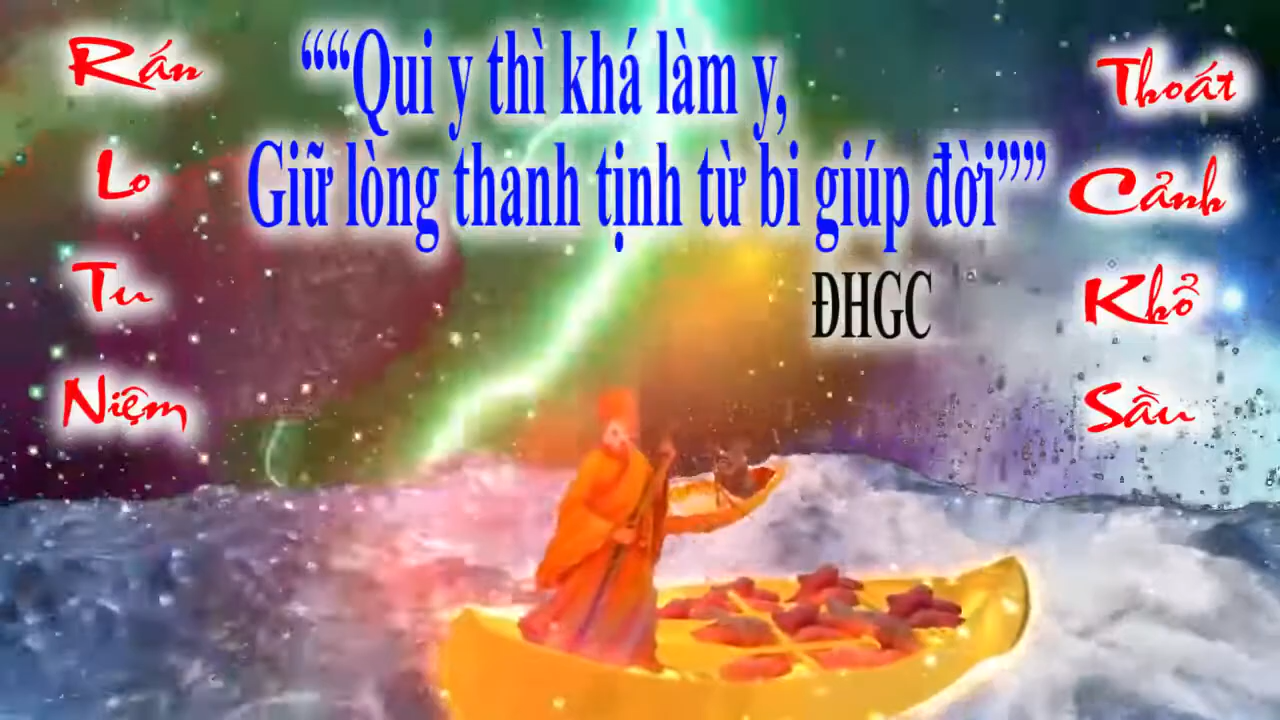 Rấn
Lo
Tu
Niệm
““Qui y thì khá làm y,
Giữ lòng thanh tịnh từ bi giúp đời””
ĐHGC
Thoát
Cảnh
Khổ
Sầu